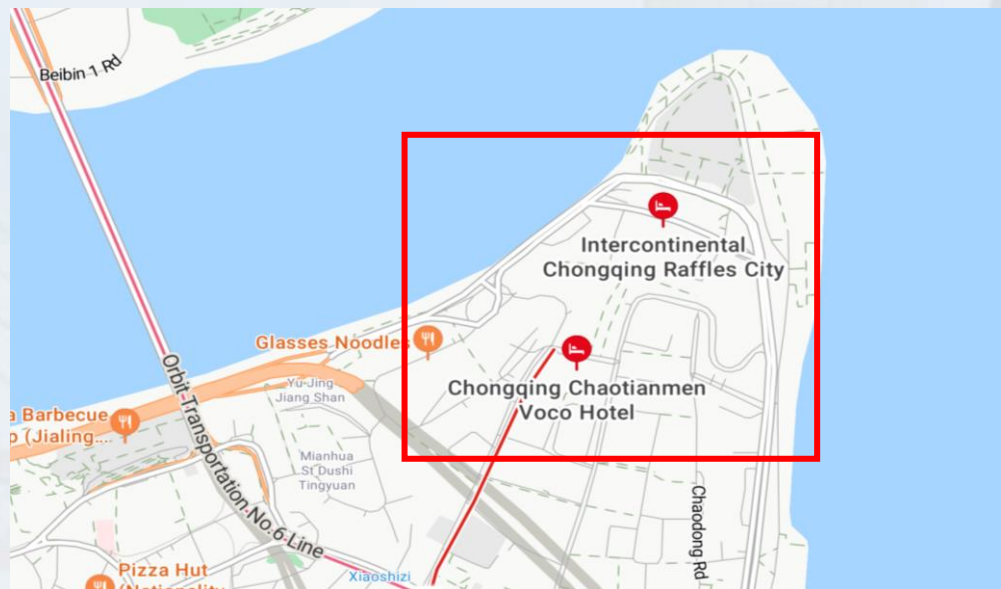 Beibin 1 Rd
Intercontinental
Chongqing Raffles City
Glasses Noodles
Chongqing Chaotianmen
Voco Hotel
Yu-Jing
Jiang Shan
a Barbecue
p (Jialing....
Orbit Transportation No.6 Line
Mianhua
St Dushi
Tingyuan
Chaodong Rd
Xiaoshizi
Pizza Hut
(Nationality